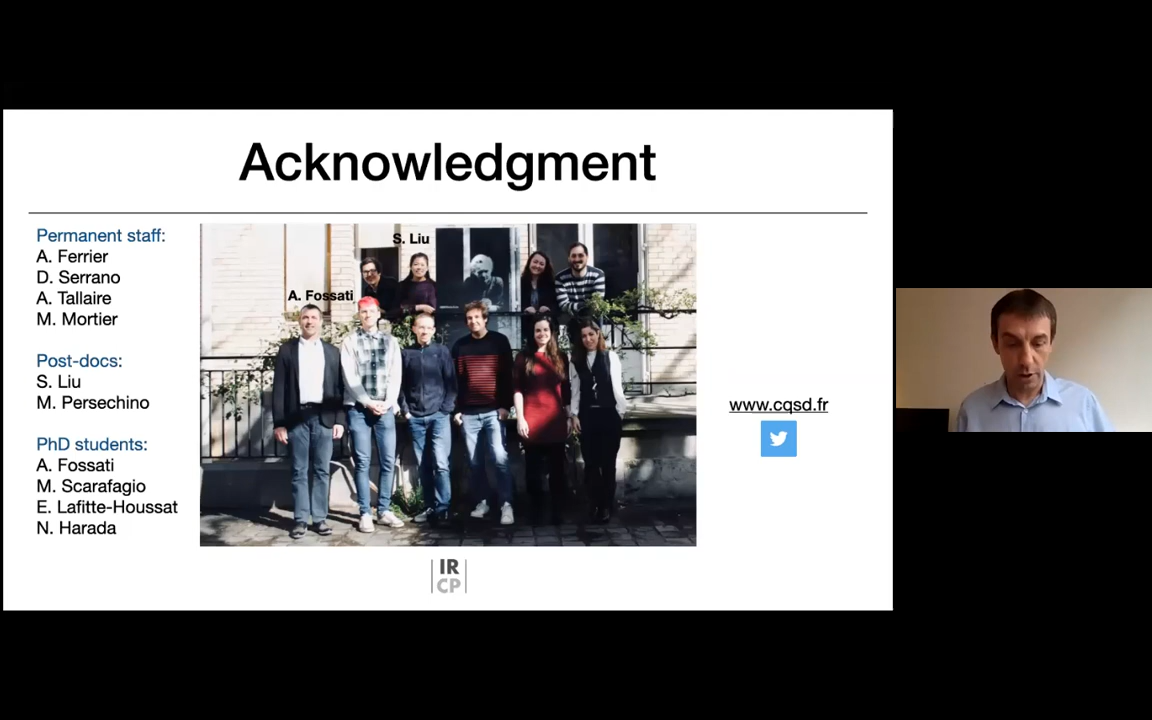 Acknowledgment
Permanent staff:
A. Ferrier
D. Serrano
A. Tallaire
M. Mortier
Post-docs:
S. Liu
M. Persechino
PhD students:
A. Fossati
M. Scarafagio
E. Lafitte-Houssat
N. Harada
S. Liu
A. Fossati
www.cqsd.fr
IR
CP